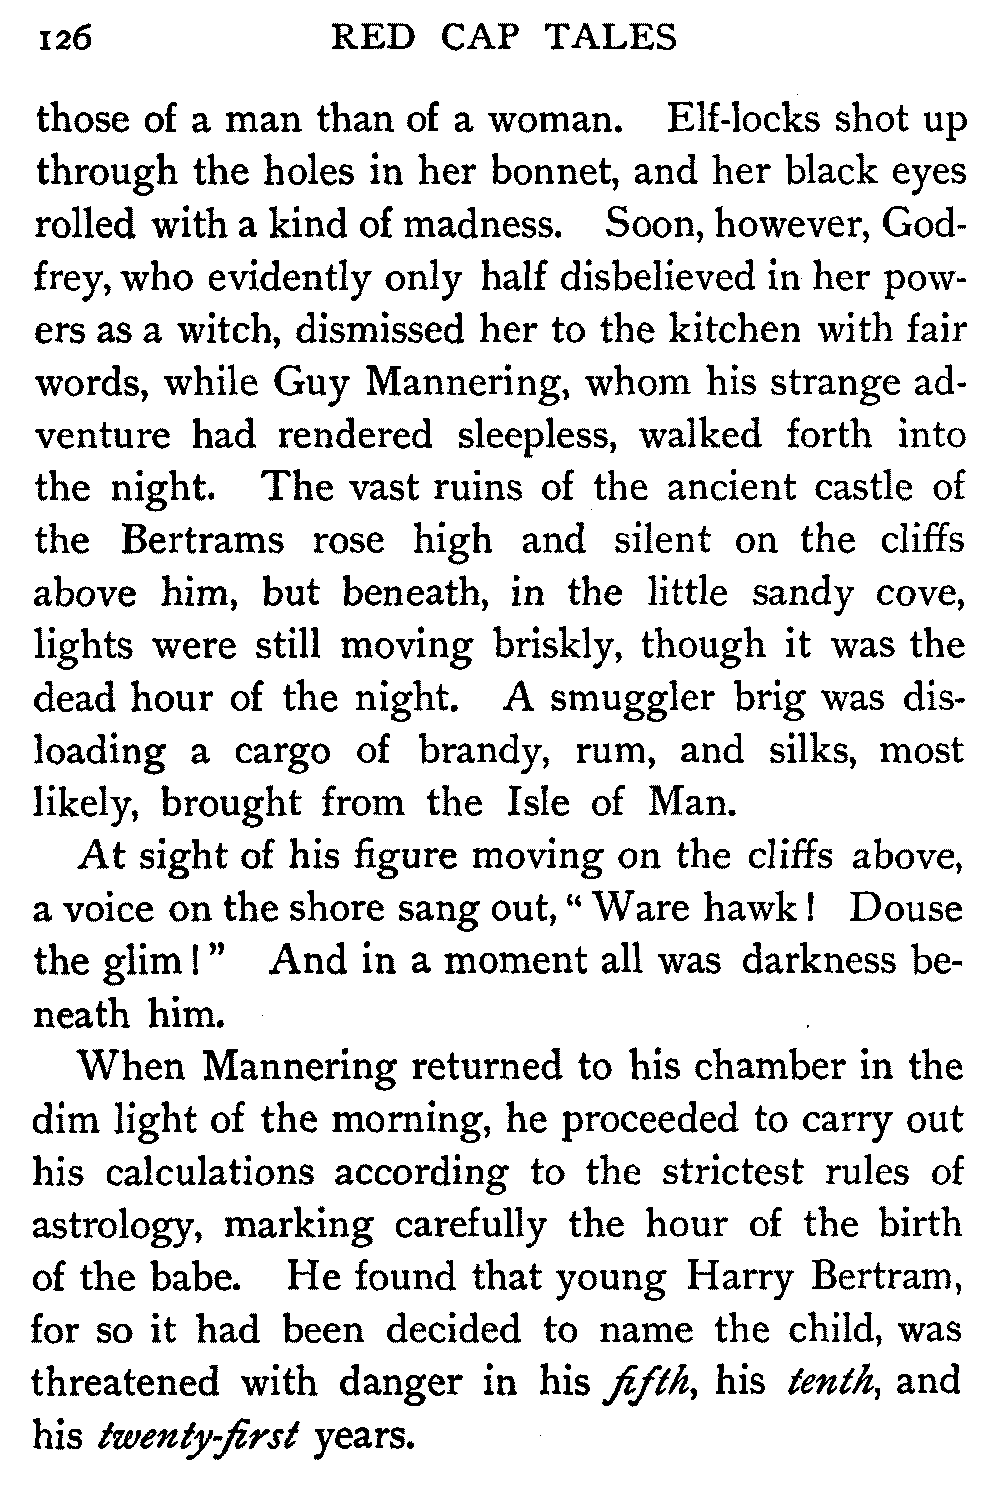 126 RED CAP TALES
those of a man than of a woman. Elf-locks shot up
through the holes in her bonnet, and her black eyes
rolled with a kind of madness. Soon, however, God-
frey, who evidently only half disbelieved in her pow-
ers as a witch, dismissed her to the kitchen with fair
words, while Guy Mannering, whom his strange ad-
venture had rendered sleepless, walked forth into
the night. The vast ruins of the ancient castle of
the Bertrams rose high and silent on the cliffs
above him, but beneath, in the little sandy cove,
lights were still moving briskly, though it was the
dead hour of the night. A smuggler brig was dis-
loading a cargo of brandy, rum, and silks, most
likely, brought from the Isle of Man.
At sight of his figure moving on the cliffs above,
a voice on the shore sang out, “Ware hawk! Douse
the glim!” And in a moment all was darkness be-
neath him.
When Mannering returned to his chamber in the
dim light of the morning, he proceeded to carry out
his calculations according to the strictest rules of
astrology, marking carefully the hour of the birth
of the babe. He found that young Harry Bertram,
for so it had been decided to name the child, was
threatened with danger in his fifth, his tenth, and
his twenty-first years.